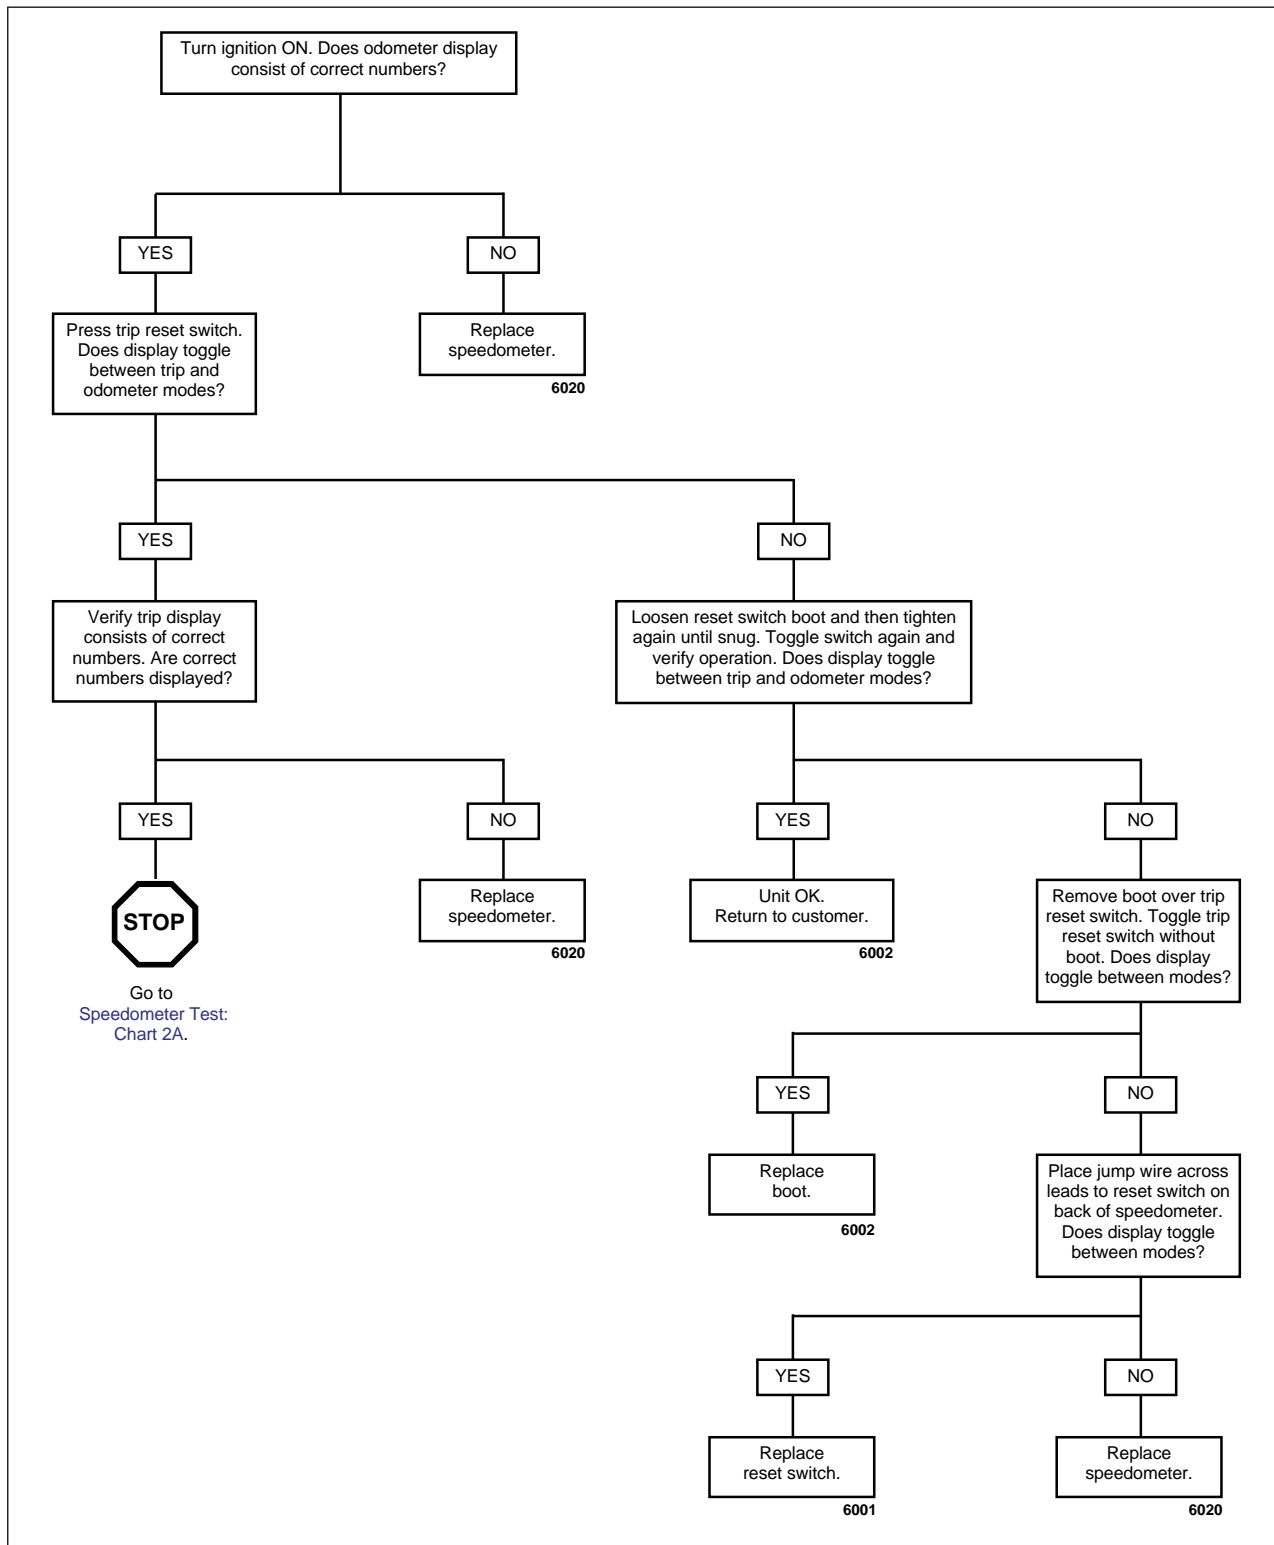 Turn ignition ON. Does odometer display
consist of correct numbers?
YES
NO
Press trip reset switch.
Does display toggle
between trip and
odometer modes?
Replace
speedometer.
6020
YES
NO
Verify trip display
consists of correct
numbers. Are correct
numbers displayed?
Loosen reset switch boot and then tighten
again until snug. Toggle switch again and
verify operation. Does display toggle
between trip and odometer modes?
YES
NO
YES
NO
STOP
Go to
Speedometer Test:
Chart 2A.
Replace
speedometer.
6020
Unit OK.
Return to customer.
6002
Remove boot over trip
reset switch. Toggle trip
reset switch without
boot. Does display
toggle between modes?
YES
NO
Replace
boot.
6002
Place jump wire across
leads to reset switch on
back of speedometer.
Does display toggle
between modes?
YES
NO
Replace
reset switch.
6001
Replace
speedometer.
6020